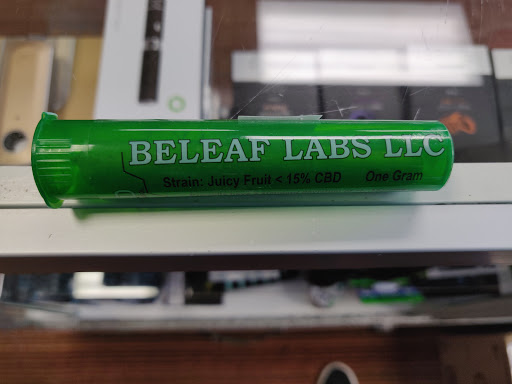 BELEAF LABS LLC
Strain: Juicy Fruit < 15% CBD One Gram